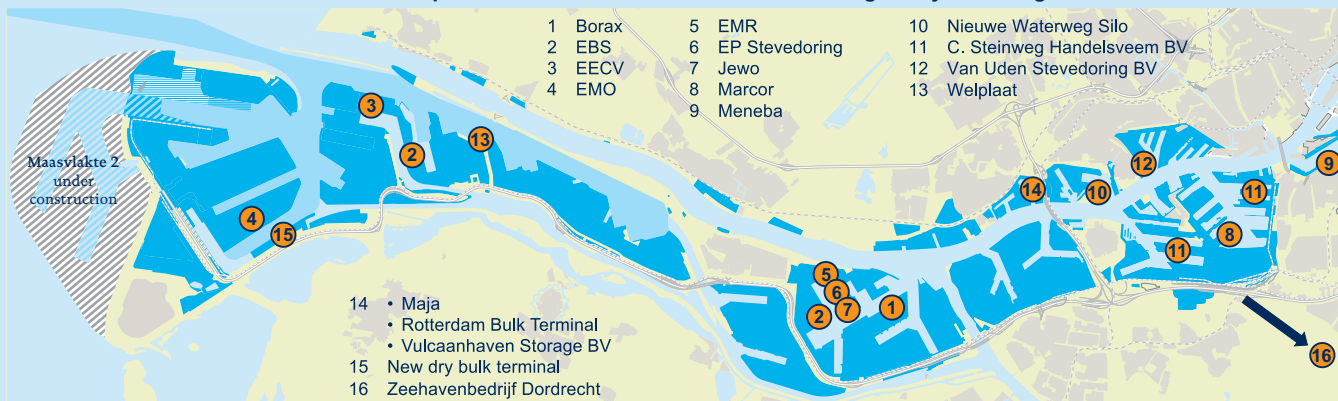 1 Borax
2 EBS
3 EECV
4 EMO
5 EMR
6 EP Stevedoring
7 Jewo
8 Marcor
9 Meneba
10 Nieuwe Waterweg Silo
11 C. Steinweg Handelsveem BV
12 Van Uden Stevedoring BV
13 Welplaat
Maasvlakte 2
under
construction
3
2
13
4
15
14
10
12
11
9
8
11
5
6
7
2
1
16
14 • Maja
• Rotterdam Bulk Terminal
• Vulcaanhaven Storage BV
15 New dry bulk terminal
16 Zeehavenbedrijf Dordrecht